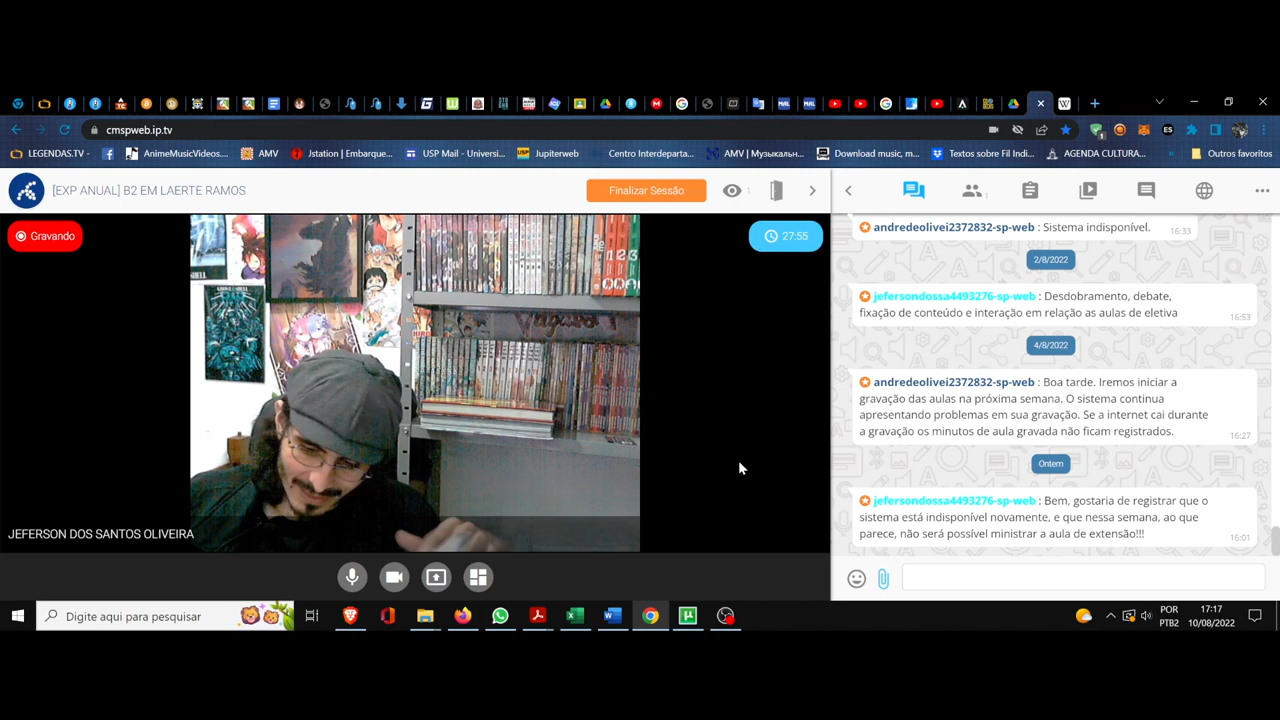 cmspweb.ip.tv
LEGENDAS.TV -
AnimeMusicVideos....
AMV
Jstation | Embarque...
USP Mail - Universi...
Jupiterweb
Centro Interdeparta...
AMV | Музыкальн...
Download music, m...
Textos sobre Fil Indi...
AGENDA CULTURA...
»
Outros favoritos
[EXP ANUAL] B2 EM LAERTE RAMOS
Finalizar Sessão
1
1
Gravando
27:55
JEFERSON DOS SANTOS OLIVEIRA
andredeolivei2372832-sp-web : Sistema indisponível.
16:33
2/8/2022
jefersondossa4493276-sp-web : Desdobramento, debate,
fixação de conteúdo e interação em relação as aulas de eletiva
16:53
4/8/2022
andredeolivei2372832-sp-web : Boa tarde. Iremos iniciar a
gravação das aulas na próxima semana. O sistema continua
apresentando problemas em sua gravação. Se a internet cai durante
a gravação os minutos de aula gravada não ficam registrados.
16:27
Ontem
jefersondossa4493276-sp-web : Bem, gostaria de registrar que o
sistema está indisponível novamente, e que nessa semana, ao que
parece, não será possível ministrar a aula de extensão!!!
16:01
Digite aqui para pesquisar
POR
PTB2
17:17
10/08/2022